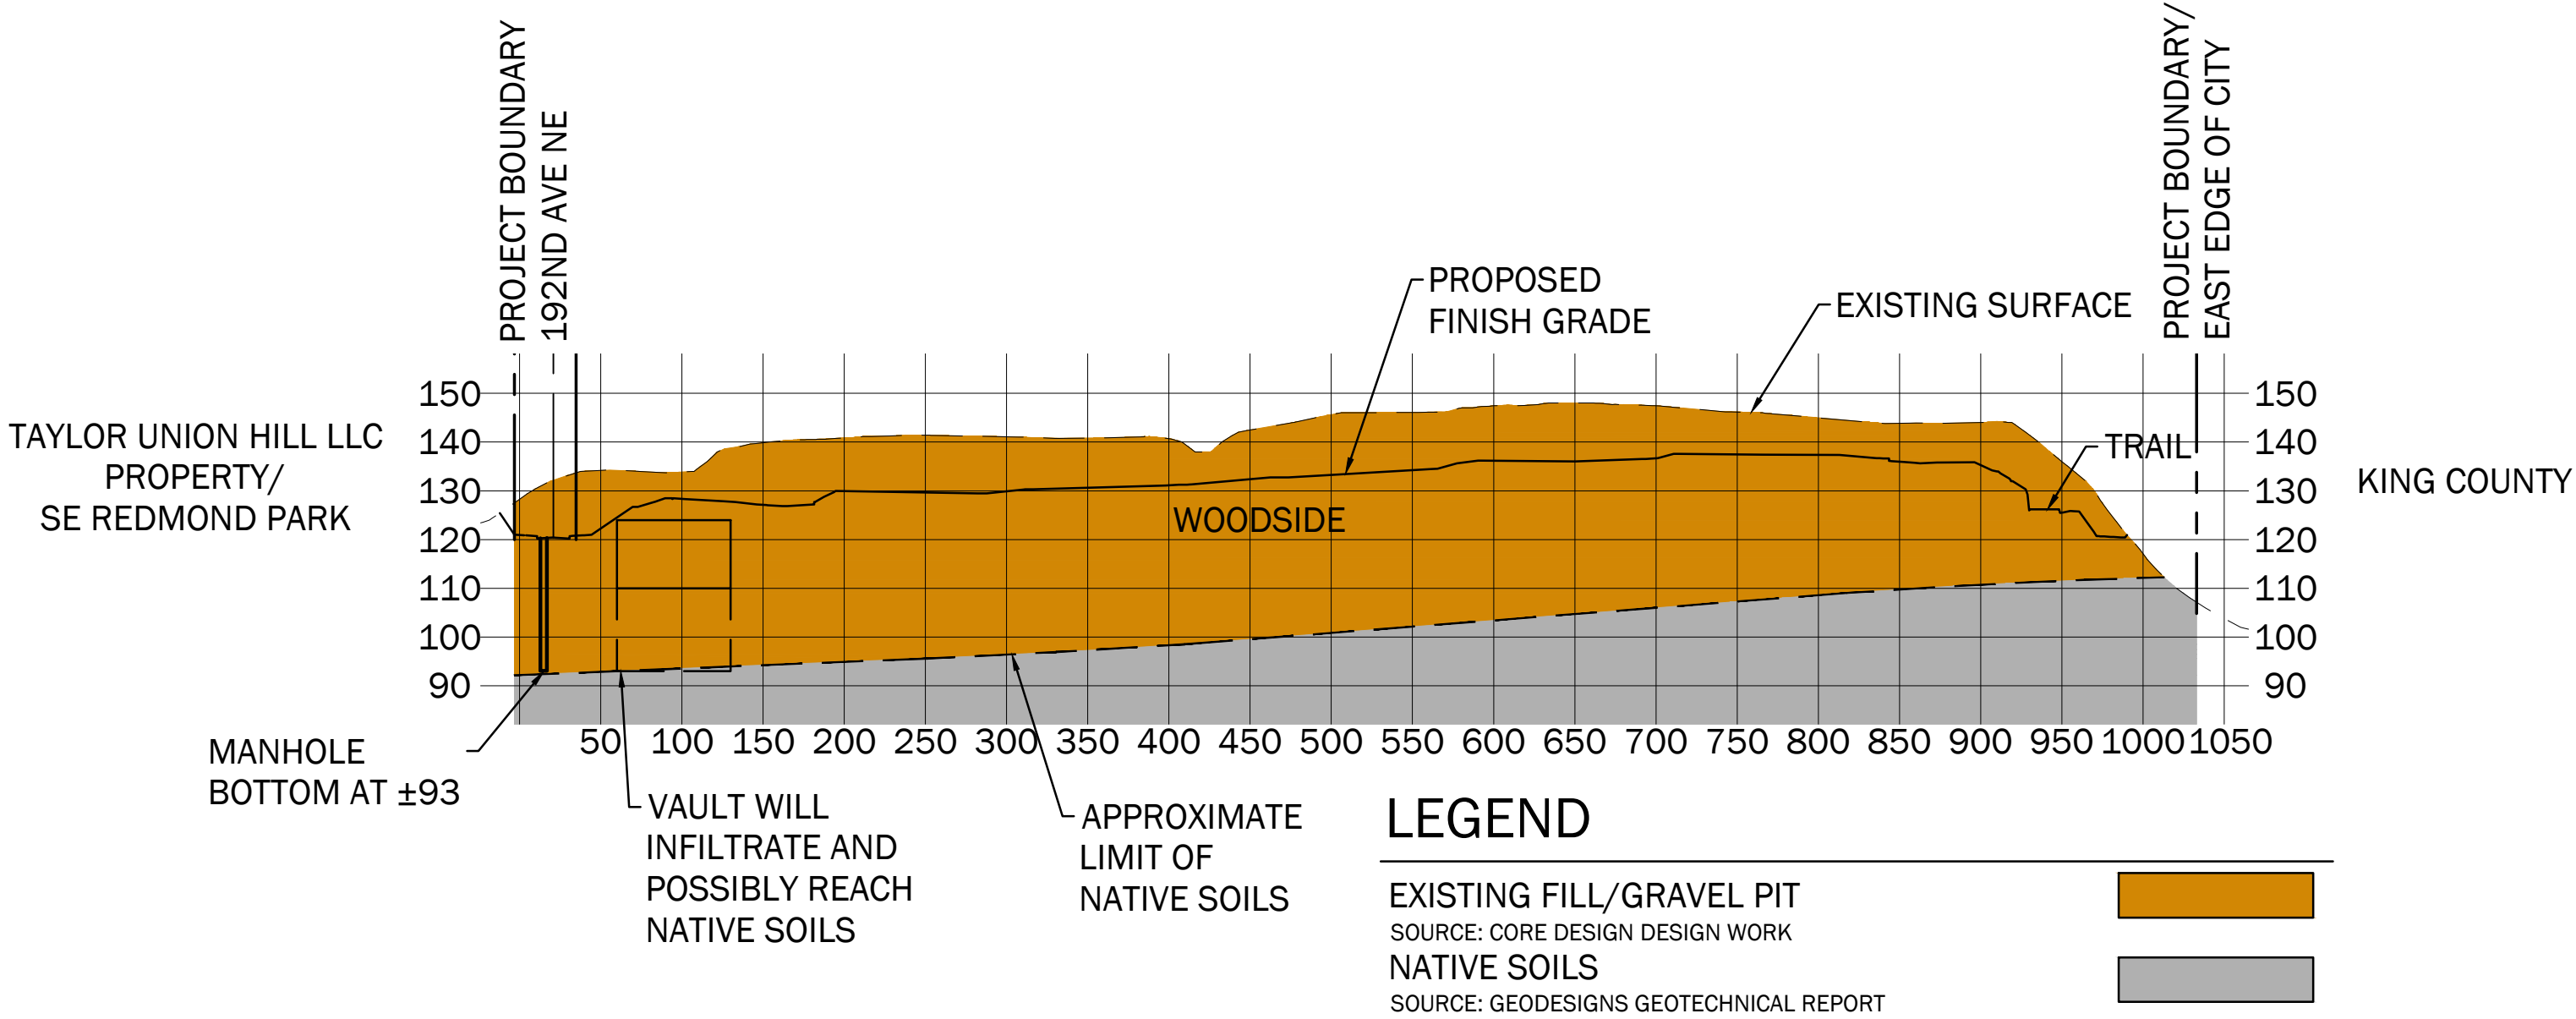 PROJECT BOUNDARY
192ND AVE NE
PROJECT BOUNDARY/
EAST EDGE OF CITY
PROPOSED
FINISH GRADE
EXISTING SURFACE
TRAIL
TAYLOR UNION HILL LLC
PROPERTY/
SE REDMOND PARK
KING COUNTY
WOODSIDE
150
140
130
120
110
100
90
150
140
130
120
110
100
90
50 100 150 200 250 300 350 400 450 500 550 600 650 700 750 800 850 900 950 1000 1050
MANHOLE
BOTTOM AT ±93
VAULT WILL
INFILTRATE AND
POSSIBLY REACH
NATIVE SOILS
APPROXIMATE
LIMIT OF
NATIVE SOILS
LEGEND
EXISTING FILL/GRAVEL PIT
SOURCE: CORE DESIGN DESIGN WORK
NATIVE SOILS
SOURCE: GEODESIGNS GEOTECHNICAL REPORT